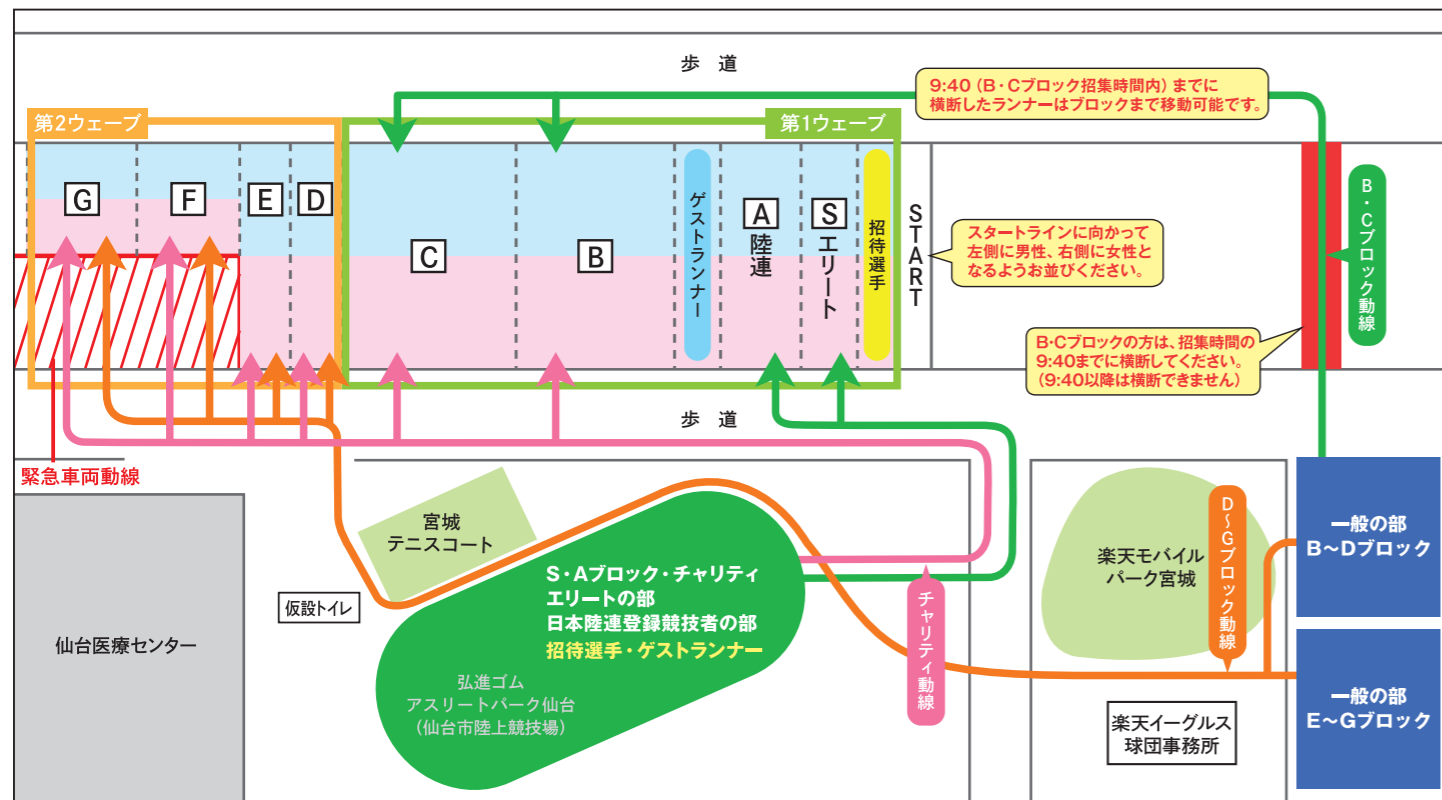 歩 道
9:40（B・Cブロック招集時間内）までに
横断したランナーはブロックまで移動可能です。
第2ウェーブ
第1ウェーブ
G
F
E
D
C
B
ゲストランナー
A
陸連
S
エリート
招待選手
START
スタートラインに向かって
左側に男性、右側に女性と
なるようお並びください。
B・Cブロック動線
B・Cブロックの方は、招集時間の
9:40までに横断してください。
（9:40以降は横断できません）
歩 道
緊急車両動線
仙台医療センター
宮城
テニスコート
仮設トイレ
S・Aブロック・チャリティ
エリートの部
日本陸連登録競技者の部
招待選手・ゲストランナー
弘進ゴム
アスリートパーク仙台
（仙台市陸上競技場）
チャリティ動線
楽天モバイル
パーク宮城
D～Gブロック動線
楽天イーグルス
球団事務所
一般の部
B～Dブロック
一般の部
E～Gブロック